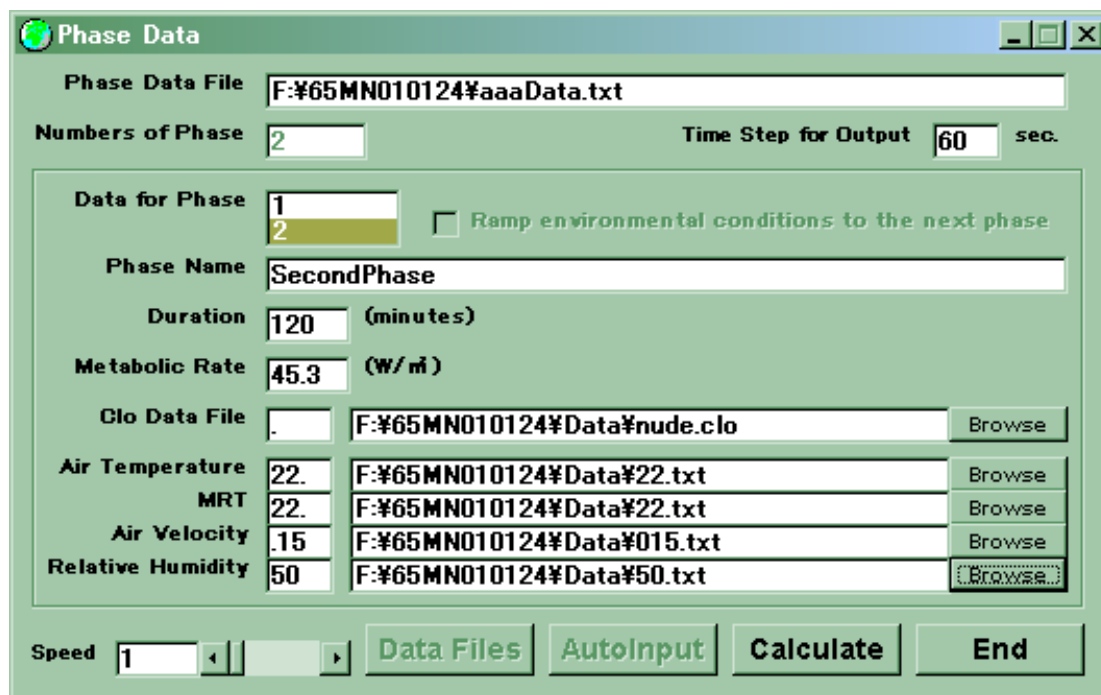 Phase Data
Phase Data File F:¥65MN010124¥aaaData.txt
Numbers of Phase 2 Time Step for Output 60 sec.
Data for Phase 1
2 Ramp environmental conditions to the next phase
Phase Name SecondPhase
Duration 120 (minutes)
Metabolic Rate 45.3 (W/㎡)
Clo Data File . F:¥65MN010124¥Data¥nude.clo Browse
Air Temperature 22. F:¥65MN010124¥Data¥22.txt Browse
MRT 22. F:¥65MN010124¥Data¥22.txt Browse
Air Velocity .15 F:¥65MN010124¥Data¥015.txt Browse
Relative Humidity 50 F:¥65MN010124¥Data¥50.txt Browse
Speed 1 Data Files AutoInput Calculate End